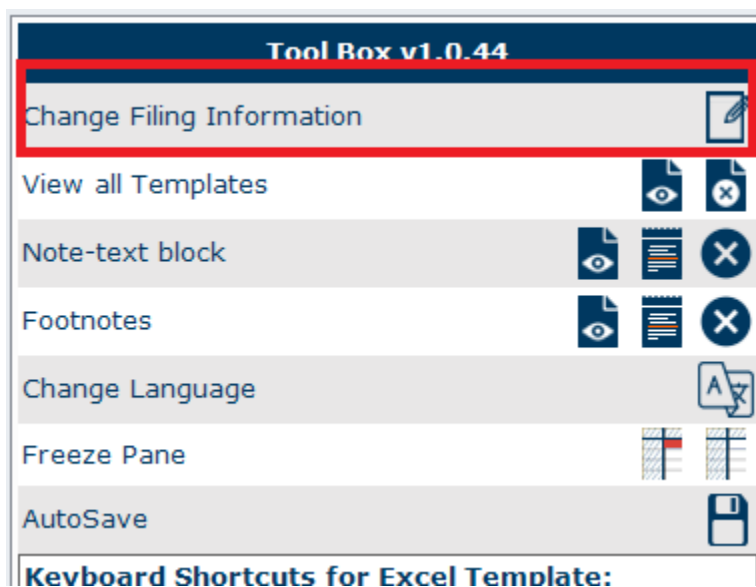 Tool Box v1.0.44
Change Filing Information
View all Templates
Note-text block
Footnotes
Change Language
Freeze Pane
AutoSave
Keyboard Shortcuts for Excel Template: